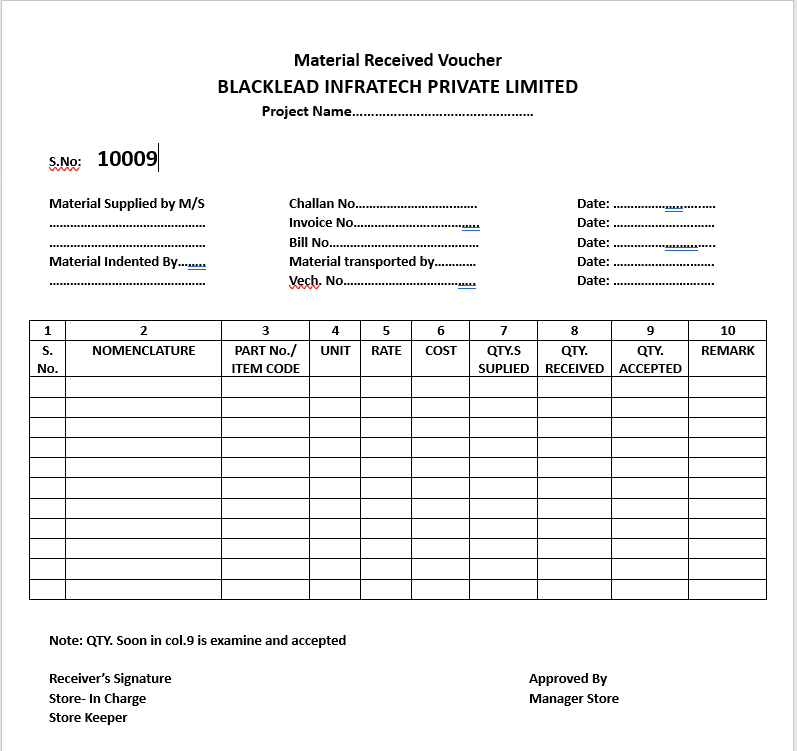 Material Received Voucher
BLACKLEAD INFRATECH PRIVATE LIMITED
Project Name................................................
S.No: 10009
Material Supplied by M/S Challan No.................................. Date: .............................
......................................... Invoice No.................................. Date: .............................
......................................... Bill No........................................ Date: .............................
Material Indented By........ Material transported by........... Date: .............................
......................................... Vech. No..................................... Date: .............................
1 2 3 4 5 6 7 8 9 10
S. No. NOMENCLATURE PART No./ ITEM CODE UNIT RATE COST QTY.S SUPLIED QTY. RECEIVED QTY. ACCEPTED REMARK
Note: QTY. Soon in col.9 is examine and accepted
Receiver’s Signature Approved By
Store- In Charge Manager Store
Store Keeper